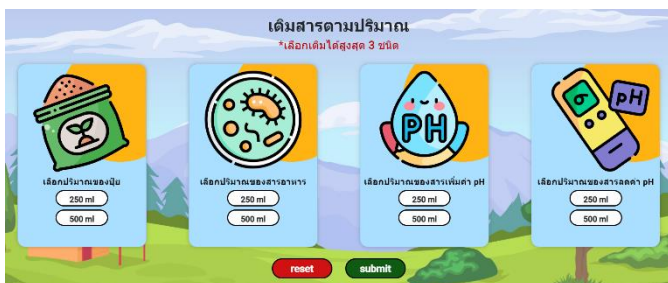 เติมสารตามปริมาณ
*เลือกเติมได้สูงสุด 3 ชนิด
PH
6
pH
เลือกปริมาณของปุ๋ย
250 ml
500 ml
เลือกปริมาณของสารอาหาร
250 ml
500 ml
เลือกปริมาณของสารเพิ่มค่า pH
250 ml
500 ml
เลือกปริมาณของสารลดค่า pH
250 ml
500 ml
reset
submit